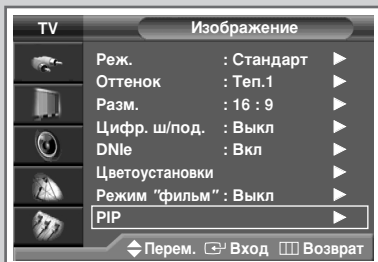 TV Изображение
Реж. : Стандарт
Оттенок : Теп.1
Разм. : 16 : 9
Цифр. ш/под. : Выкл
DNIe : Вкл
Цветоустановки
Режим "фильм" : Выкл
PIP
Перем. Вход Возврат